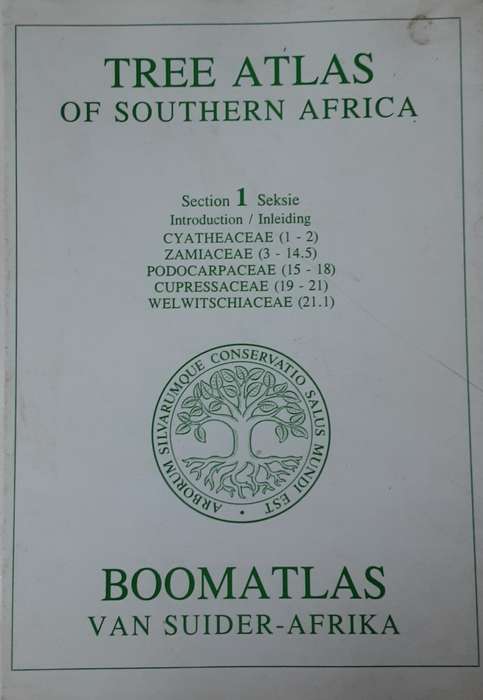 TREE ATLAS
OF SOUTHERN AFRICA
Section 1 Seksie
Introduction / Inleiding
CYATHEACEAE (1 - 2)
ZAMIACEAE (3 - 14.5)
PODOCARPACEAE (15 - 18)
CUPRESSACEAE (19 - 21)
WELWITSCHIACEAE (21.1)
ARBORUM SILVARUMQUE CONSERVATIO SALUS MUNDI EST
BOOMATLAS
VAN SUIDER-AFRIKA